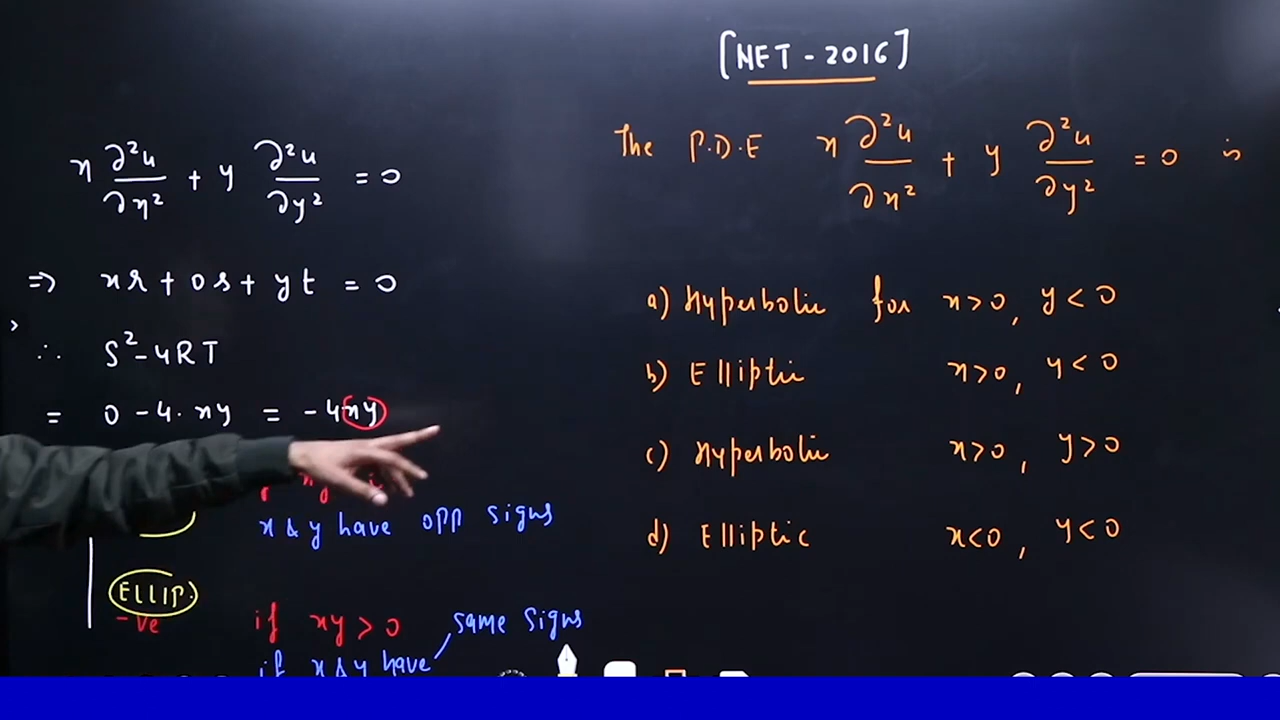 [NET - 2016]
The P.D.E x ∂²u/∂x² + y ∂²u/∂y² = 0 is
a) Hyperbolic for x>0, y<0
b) Elliptic x>0, y<0
c) Hyperbolic x>0, y>0
d) Elliptic x<0, y<0
x ∂²u/∂x² + y ∂²u/∂y² = 0
⇒ xr + 0s + yt = 0
∴ S²-4RT
= 0 - 4·xy = -4xy
x & y have opp signs
ELLIP.
-ve
if xy > 0
same signs
if x & y have